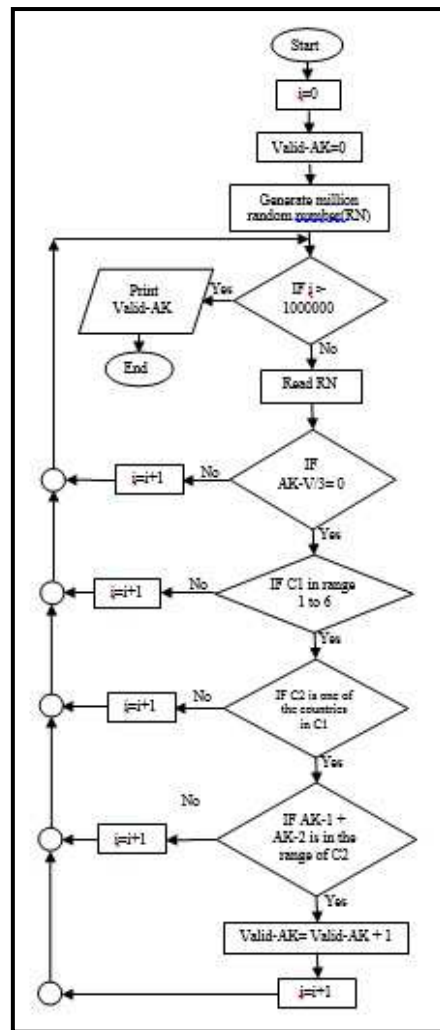 Start
i=0
Valid-AK=0
Generate million
random number(RN)
IF i >
1000000
Yes
Print
Valid-AK
End
No
Read RN
IF
AK-V/3= 0
No
i=i+1
Yes
IF C1 in range
1 to 6
No
i=i+1
Yes
IF C2 is one of
the countries
in C1
No
i=i+1
Yes
No
IF AK-1 +
AK-2 is in the
range of C2
i=i+1
Yes
Valid-AK= Valid-AK + 1
i=i+1